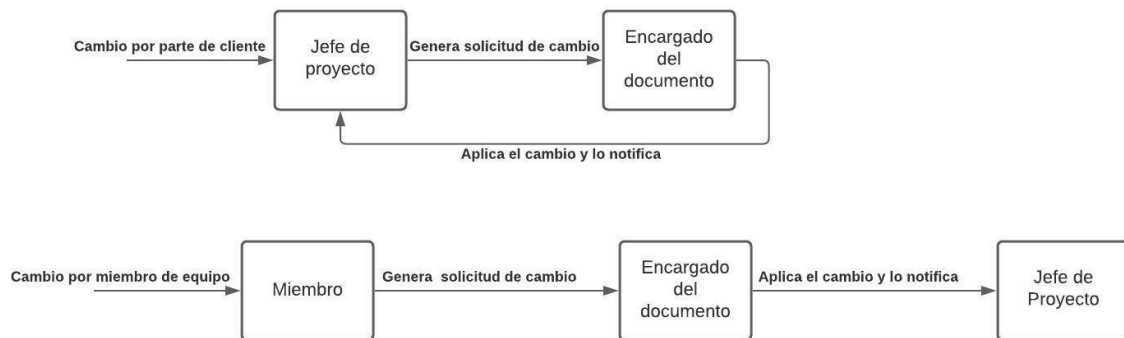 Cambio por parte de cliente
Jefe de
proyecto
Genera solicitud de cambio
Encargado
del
documento
Aplica el cambio y lo notifica
Cambio por miembro de equipo
Miembro
Genera solicitud de cambio
Encargado
del
documento
Aplica el cambio y lo notifica
Jefe de
Proyecto